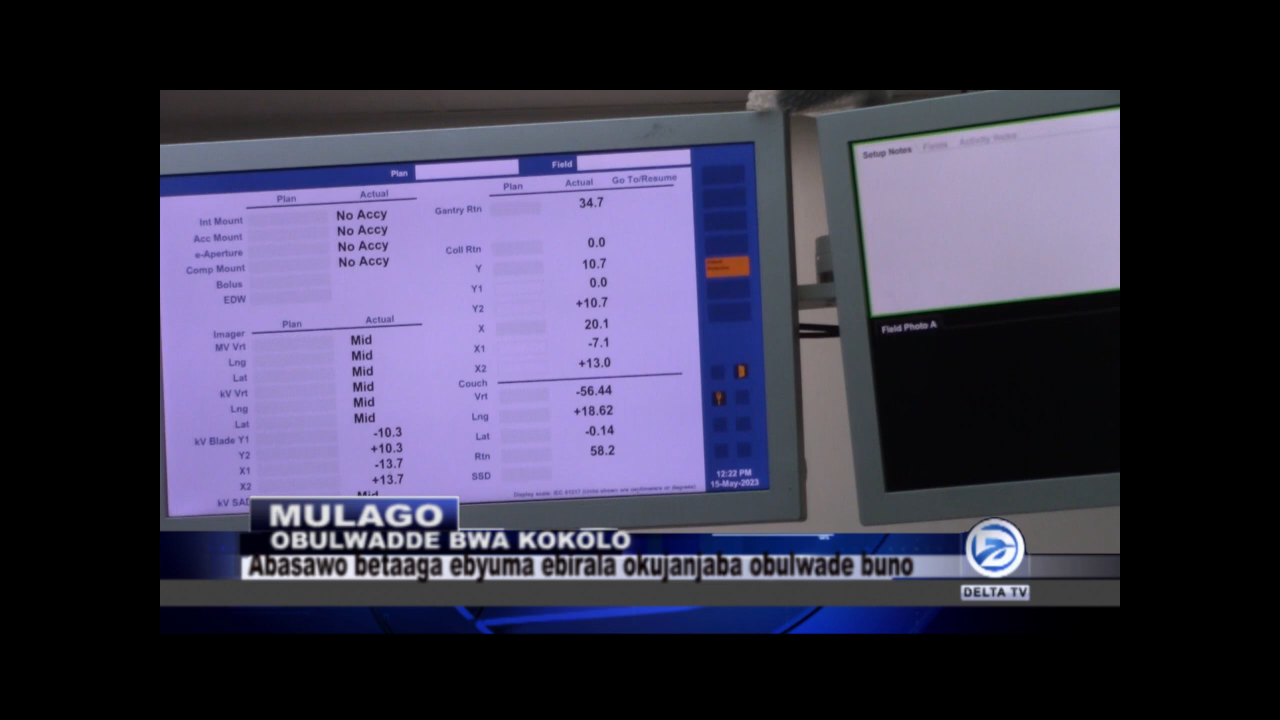 Plan Field
Plan Actual
Int Mount No Accy
Acc Mount No Accy
e-Aperture No Accy
Comp Mount No Accy
Bolus
EDW
Plan Actual
Imager
MV Vrt Mid
Lng Mid
Lat Mid
kV Vrt Mid
Lng Mid
Lat Mid
kV Blade Y1 -10.3
Y2 +10.3
X1 -13.7
X2 +13.7
kV SAD Mid
Plan Actual Go To/Resume
Gantry Rtn 34.7
Coll Rtn 0.0
Y 10.7
Y1 0.0
Y2 +10.7
X 20.1
X1 -7.1
X2 +13.0
Couch
Vrt -56.44
Lng +18.62
Lat -0.14
Rtn 58.2
SSD
12:22 PM
15-May-2023
Setup Notes Fields Activity Notes
Field Photo A
MULAGO
OBULWADDE BWA KOKOLO
Abasawo betaaga ebyuma ebirala okujanjaba obulwade buno
DELTA TV